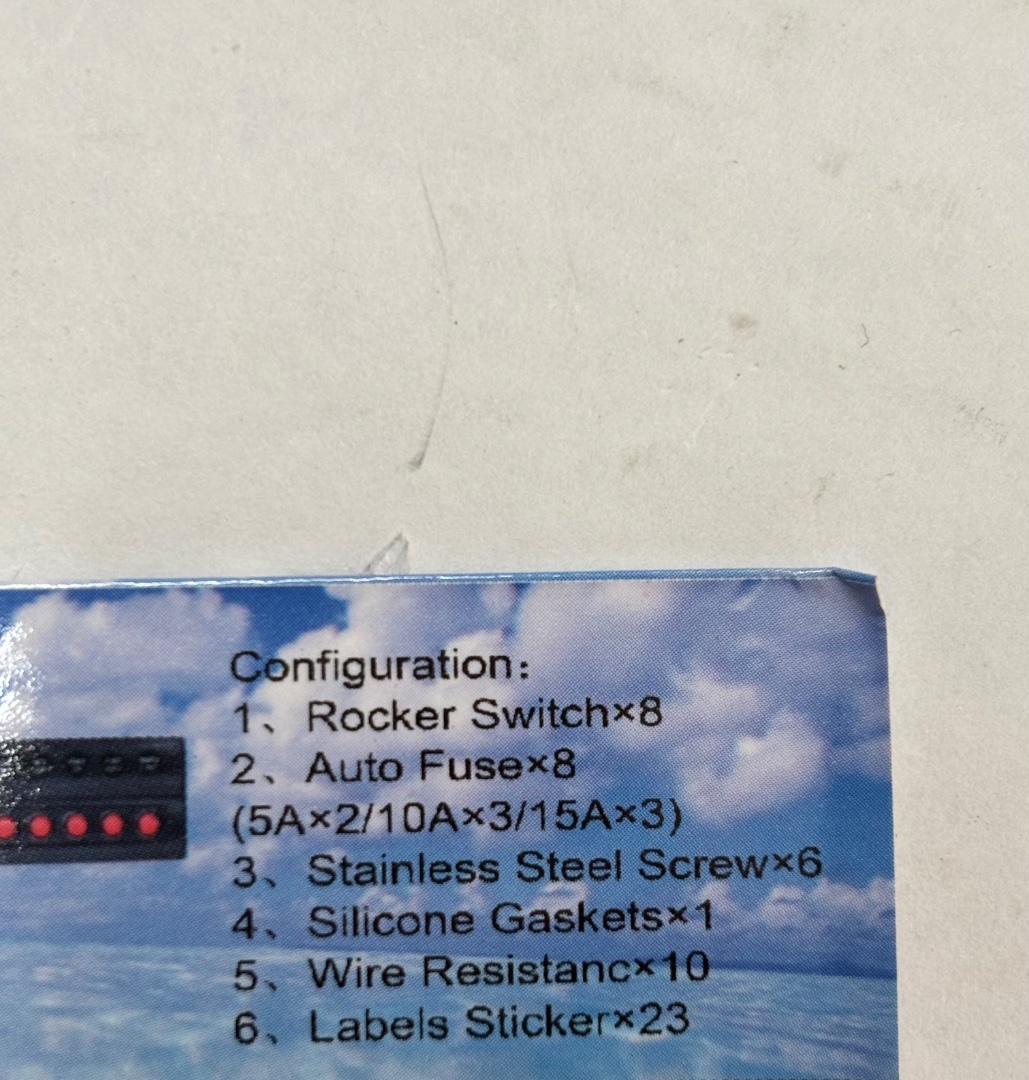 Configuration：
1、 Rocker Switch×8
2、 Auto Fuse×8
(5A×2/10A×3/15A×3)
3、 Stainless Steel Screw×6
4、 Silicone Gaskets×1
5、 Wire Resistanc×10
6、 Labels Sticker×23